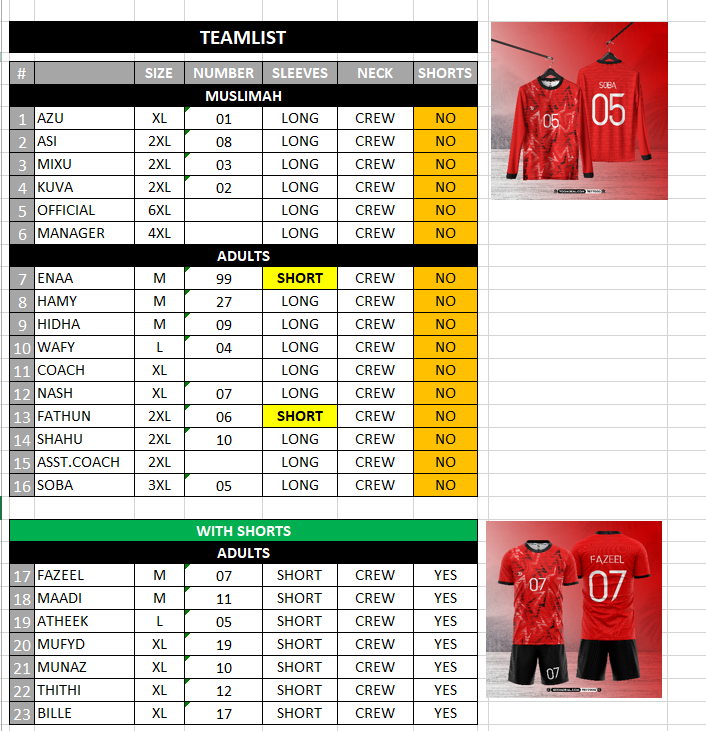 TEAMLIST
# SIZE NUMBER SLEEVES NECK SHORTS
MUSLIMAH
1 AZU XL 01 LONG CREW NO
2 ASI 2XL 08 LONG CREW NO
3 MIXU 2XL 03 LONG CREW NO
4 KUVA 2XL 02 LONG CREW NO
5 OFFICIAL 6XL LONG CREW NO
6 MANAGER 4XL LONG CREW NO
ADULTS
7 ENAA M 99 SHORT CREW NO
8 HAMY M 27 LONG CREW NO
9 HIDHA M 09 LONG CREW NO
10 WAFY L 04 LONG CREW NO
11 COACH XL LONG CREW NO
12 NASH XL 07 LONG CREW NO
13 FATHUN 2XL 06 SHORT CREW NO
14 SHAHU 2XL 10 LONG CREW NO
15 ASST.COACH 2XL LONG CREW NO
16 SOBA 3XL 05 LONG CREW NO
SOBA
05 05
WITH SHORTS
ADULTS
17 FAZEEL M 07 SHORT CREW YES
18 MAADI M 11 SHORT CREW YES
19 ATHEEK L 05 SHORT CREW YES
20 MUFYD XL 19 SHORT CREW YES
21 MUNAZ XL 10 SHORT CREW YES
22 THITHI XL 12 SHORT CREW YES
23 BILLE XL 17 SHORT CREW YES
FAZEEL
07 07
07